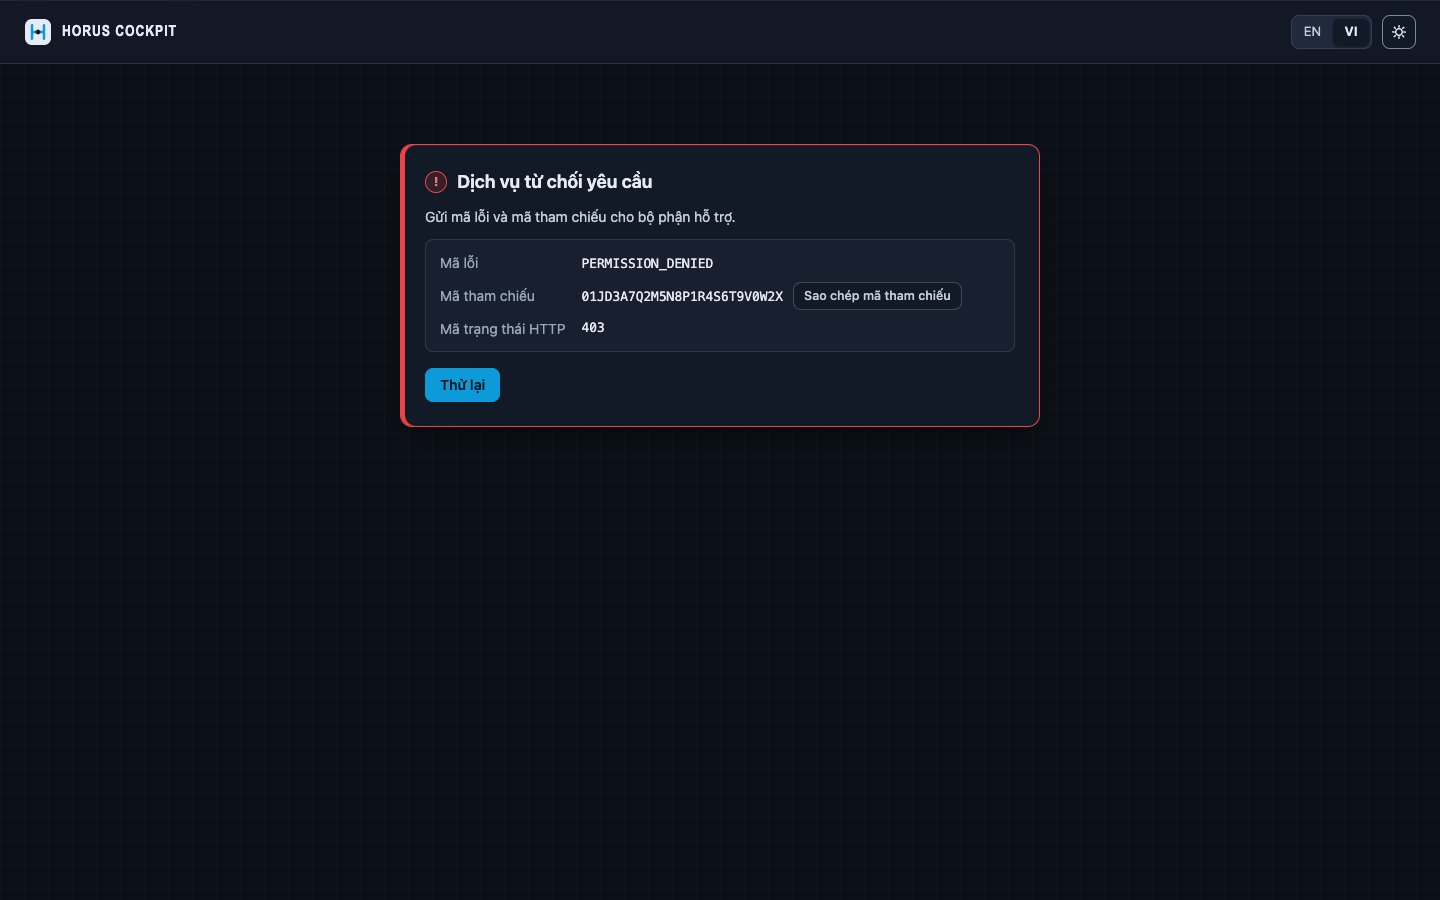 HORUS COCKPIT
EN VI
! Dịch vụ từ chối yêu cầu
Gửi mã lỗi và mã tham chiếu cho bộ phận hỗ trợ.
Mã lỗi PERMISSION_DENIED
Mã tham chiếu 01JD3A7Q2M5N8P1R4S6T9V0W2X Sao chép mã tham chiếu
Mã trạng thái HTTP 403
Thử lại